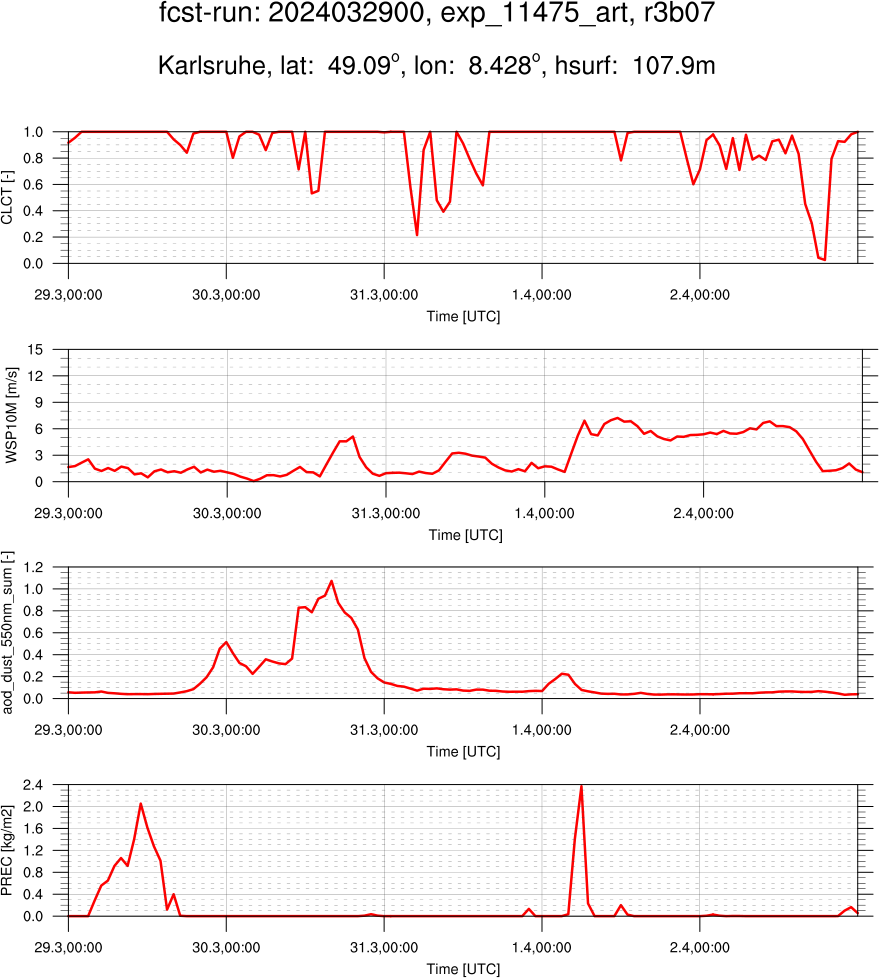 fcst-run: 2024032900, exp_11475_art, r3b07
Karlsruhe, lat: 49.09°, lon: 8.428°, hsurf: 107.9m
CLCT [-]
1.0
0.8
0.6
0.4
0.2
0.0
29.3,00:00 30.3,00:00 31.3,00:00 1.4,00:00 2.4,00:00
Time [UTC]
WSP10M [m/s]
15
12
9
6
3
0
29.3,00:00 30.3,00:00 31.3,00:00 1.4,00:00 2.4,00:00
Time [UTC]
aod_dust_550nm_sum [-]
1.2
1.0
0.8
0.6
0.4
0.2
0.0
29.3,00:00 30.3,00:00 31.3,00:00 1.4,00:00 2.4,00:00
Time [UTC]
PREC [kg/m2]
2.4
2.0
1.6
1.2
0.8
0.4
0.0
29.3,00:00 30.3,00:00 31.3,00:00 1.4,00:00 2.4,00:00
Time [UTC]